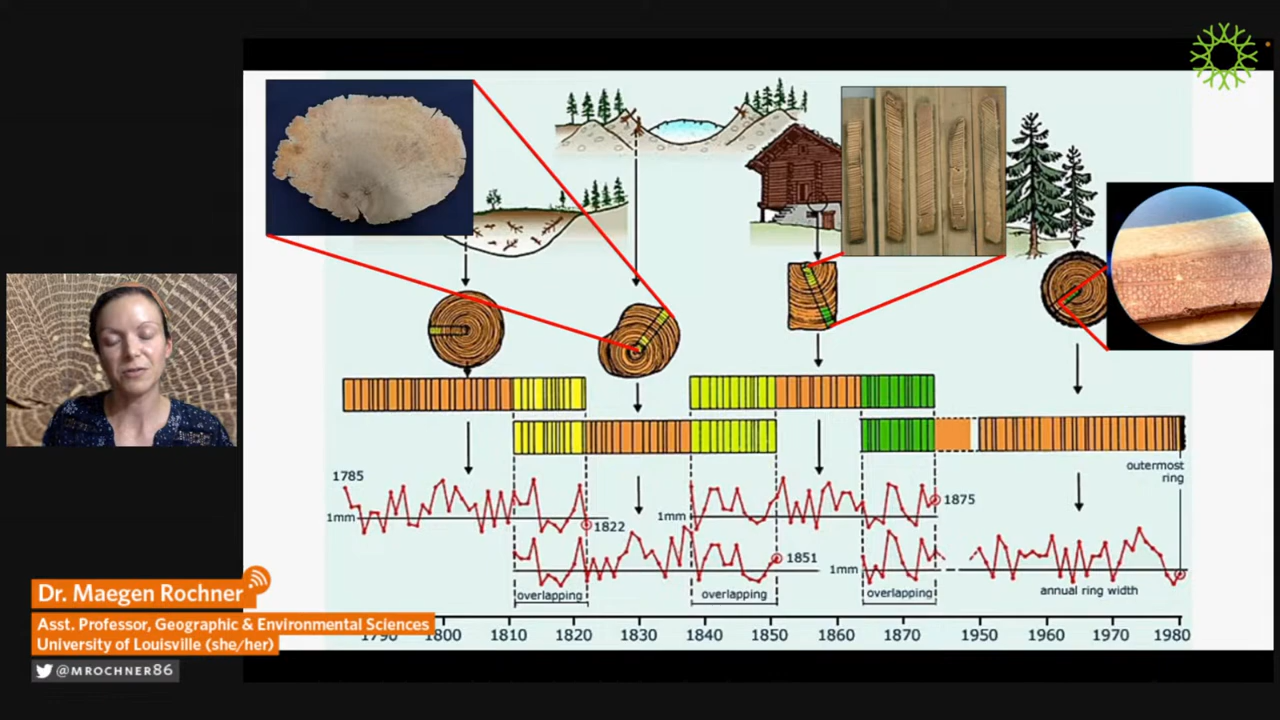 1785
1mm
1822
1mm
1851
1mm
1875
outermost
ring
overlapping
overlapping
overlapping
annual ring width
1790 1800 1810 1820 1830 1840 1850 1860 1870 1950 1960 1970 1980
Dr. Maegen Rochner
Asst. Professor, Geographic & Environmental Sciences
University of Louisville (she/her)
@MROCHNER86